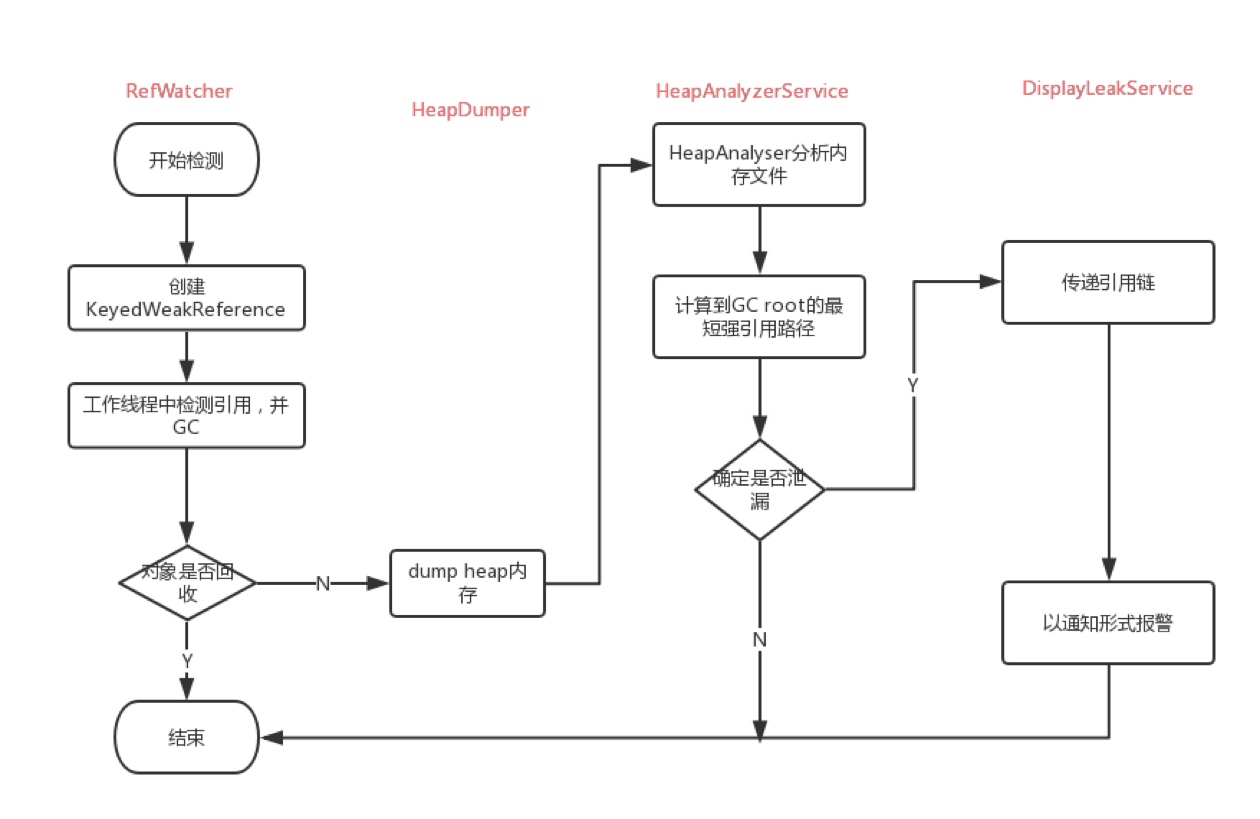 RefWatcher
HeapDumper
HeapAnalyzerService
DisplayLeakService
开始检测
创建
KeyedWeakReference
工作线程中检测引用，并
GC
对象是否回
收
N
Y
结束
dump heap内
存
HeapAnalyser分析内
存文件
计算到GC root的最
短强引用路径
确定是否泄
漏
Y
N
传递引用链
以通知形式报警